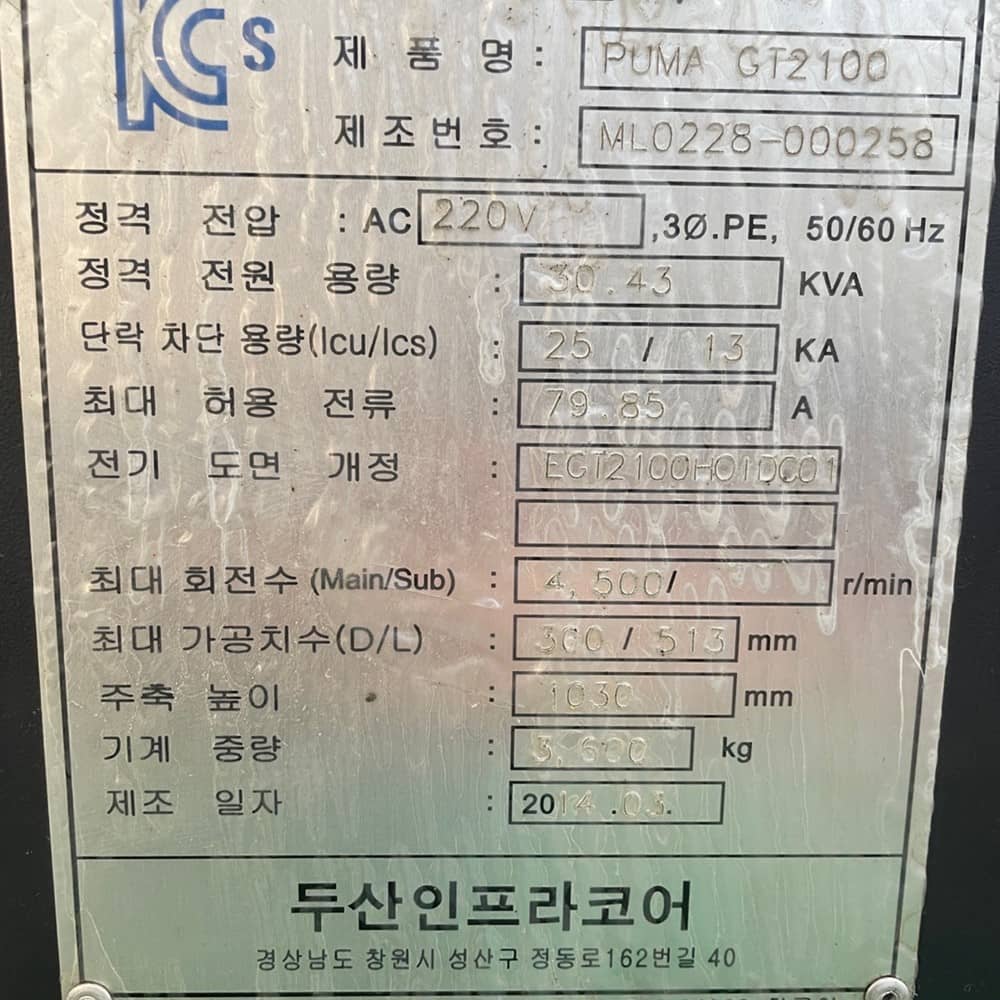 KCs
제 품 명 : PUMA GT2100
제조번호 : ML0228-000258
정격 전압 : AC 220V ,3Ø.PE, 50/60 Hz
정격 전원 용량 : 30.43 KVA
단락 차단 용량(Icu/Ics) : 25 / 13 KA
최대 허용 전류 : 79.85 A
전기 도면 개정 : EGT2100H01DC01
최대 회전수 (Main/Sub) : 4,500/ r/min
최대 가공치수(D/L) : / 513 mm
주축 높이 : 1030 mm
기계 중량 : 3,600 kg
제조 일자 : 2014.03.
두산인프라코어
경상남도 창원시 성산구 정동로162번길 40